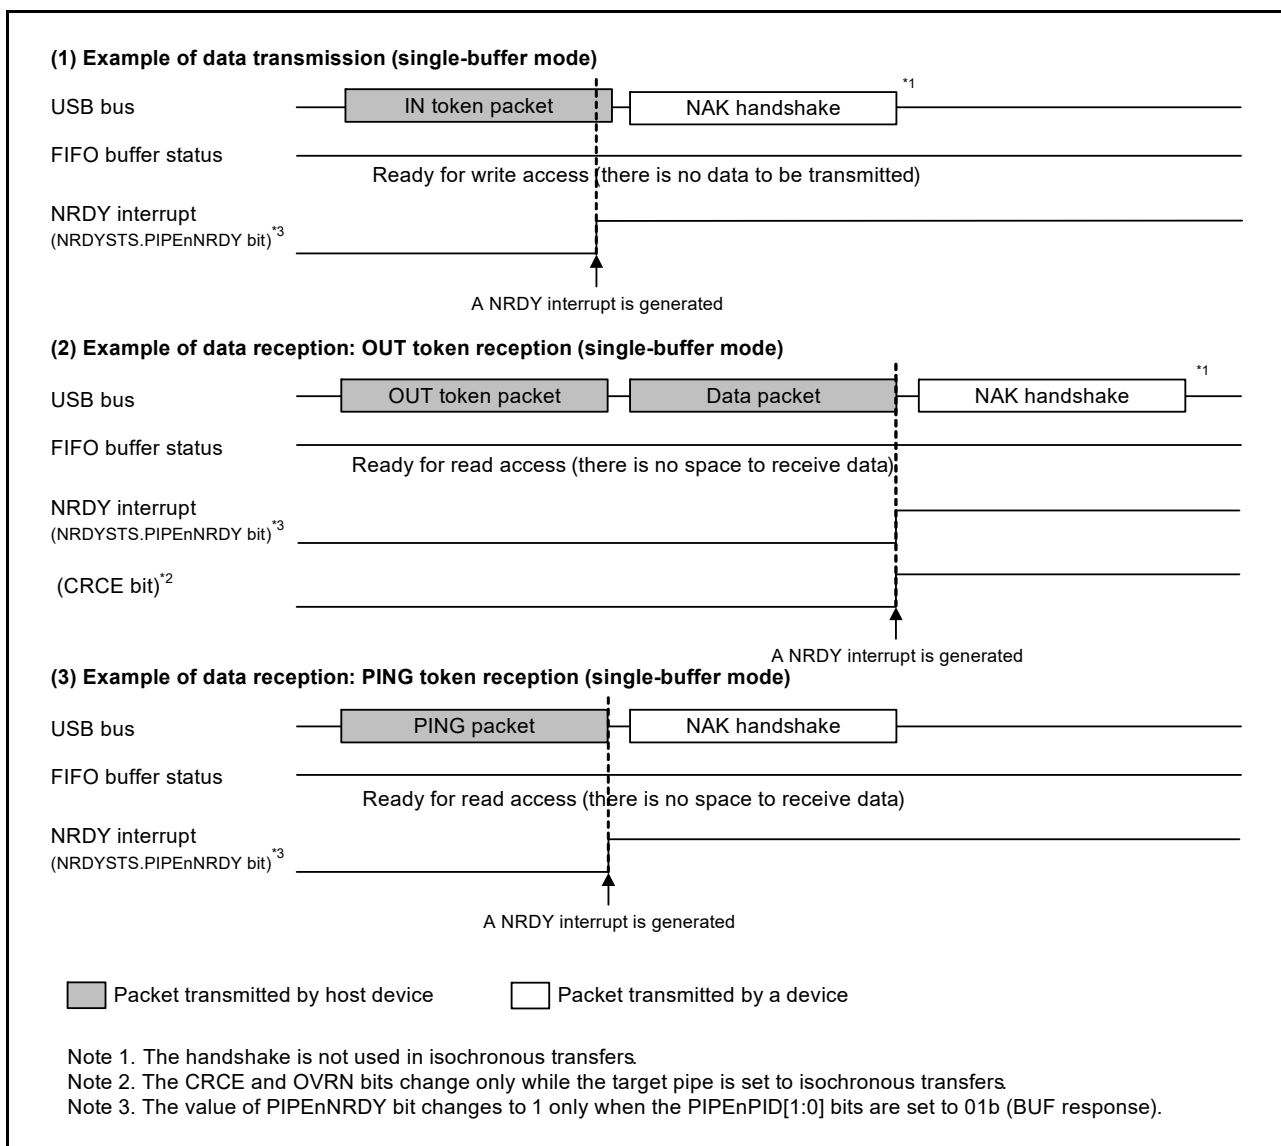 (1) Example of data transmission (single-buffer mode)
USB bus
IN token packet
NAK handshake
*1
FIFO buffer status
Ready for write access (there is no data to be transmitted)
NRDY interrupt
(NRDYSTS.PIPEnNRDY bit)*3
A NRDY interrupt is generated
(2) Example of data reception: OUT token reception (single-buffer mode)
USB bus
OUT token packet
Data packet
NAK handshake
*1
FIFO buffer status
Ready for read access (there is no space to receive data)
NRDY interrupt
(NRDYSTS.PIPEnNRDY bit)*3
(CRCE bit)*2
A NRDY interrupt is generated
(3) Example of data reception: PING token reception (single-buffer mode)
USB bus
PING packet
NAK handshake
FIFO buffer status
Ready for read access (there is no space to receive data)
NRDY interrupt
(NRDYSTS.PIPEnNRDY bit)*3
A NRDY interrupt is generated
Packet transmitted by host device
Packet transmitted by a device
Note 1. The handshake is not used in isochronous transfers.
Note 2. The CRCE and OVRN bits change only while the target pipe is set to isochronous transfers.
Note 3. The value of PIPEnNRDY bit changes to 1 only when the PIPEnPID[1:0] bits are set to 01b (BUF response).